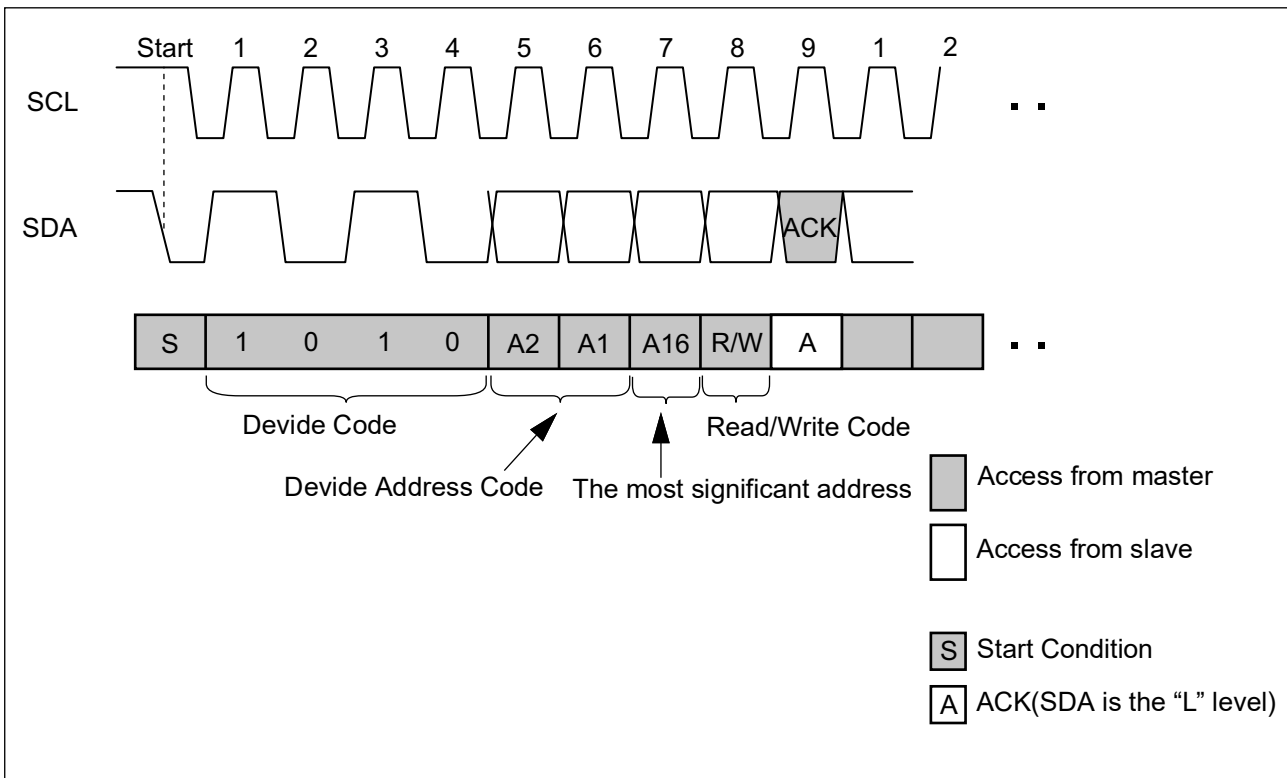 Start 1 2 3 4 5 6 7 8 9 1 2
SCL
. .
SDA
ACK
S 1 0 1 0 A2 A1 A16 R/W A
. .
Devide Code
Read/Write Code
Devide Address Code
The most significant address
Access from master
Access from slave
S Start Condition
A ACK(SDA is the “L” level)